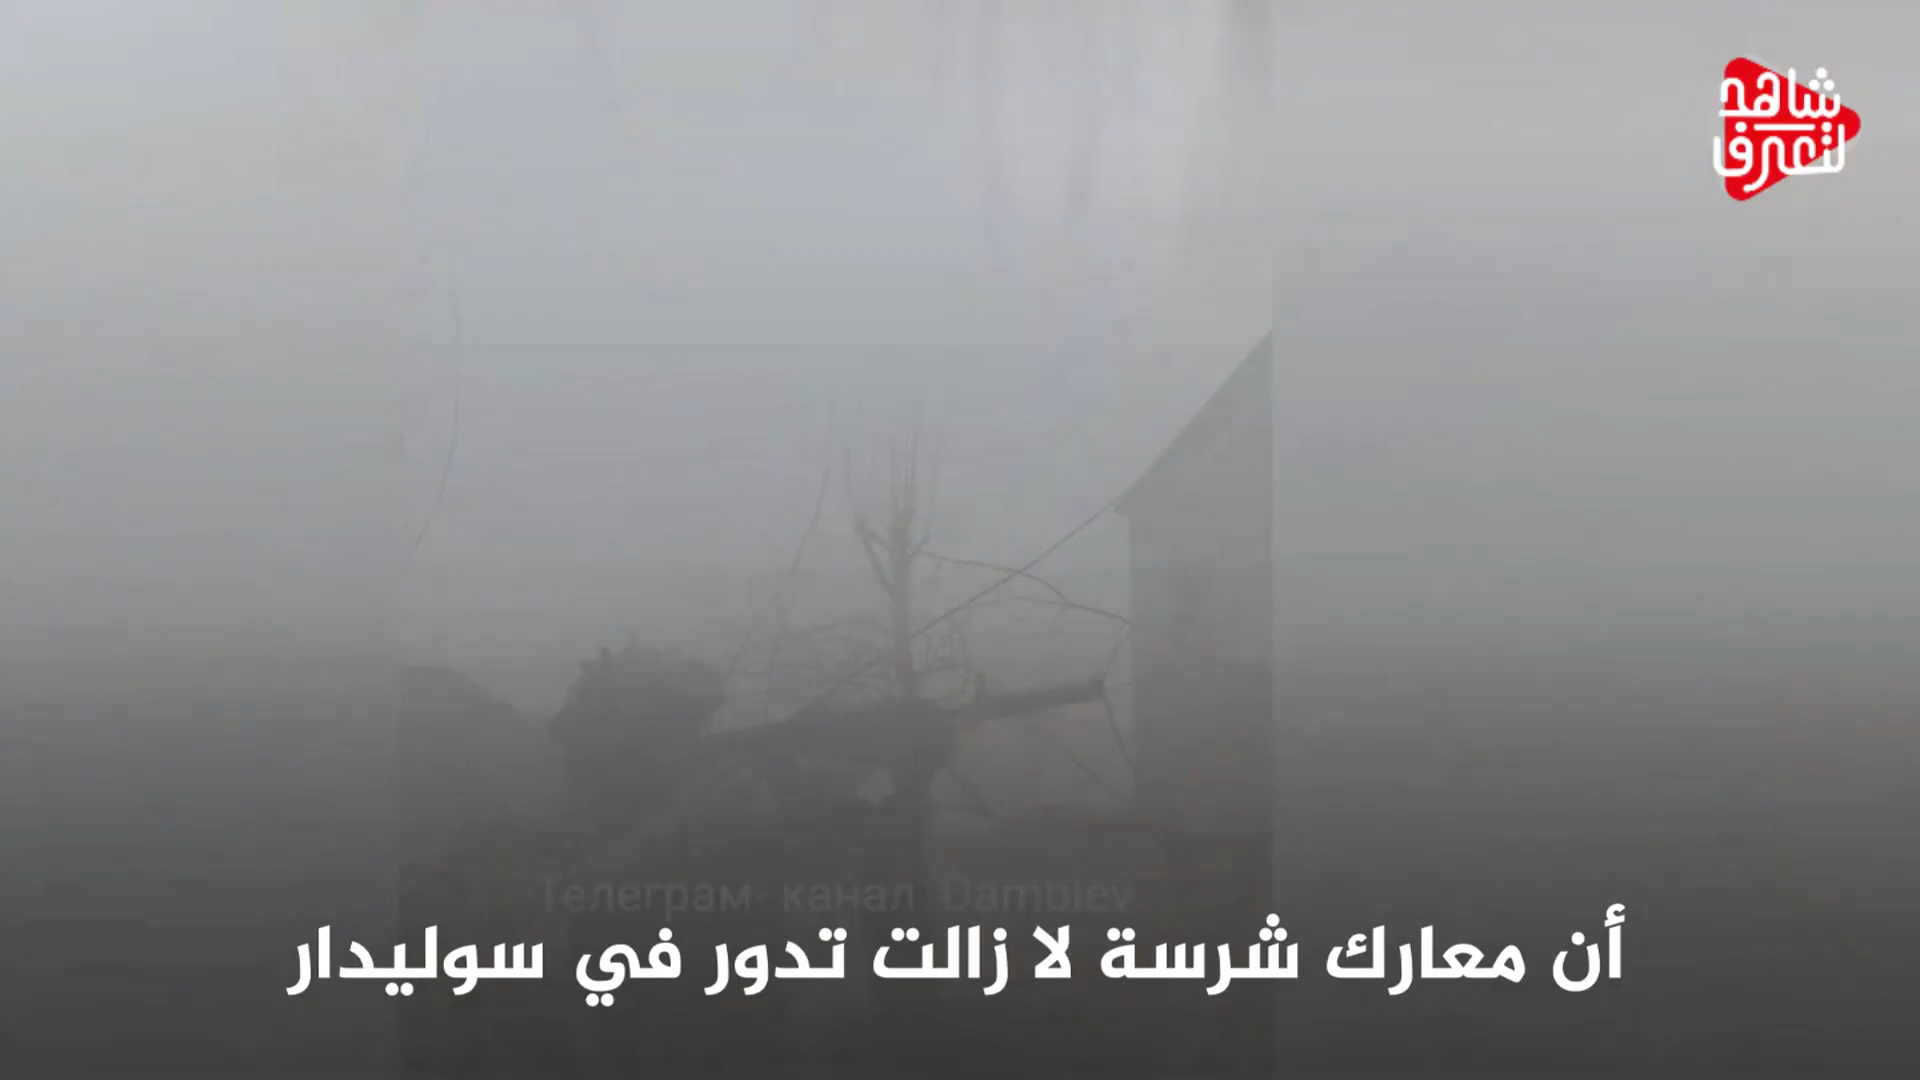 شاهد
لتعرف
Телеграм- канал Dambiev
أن معارك شرسة لا زالت تدور في سوليدار